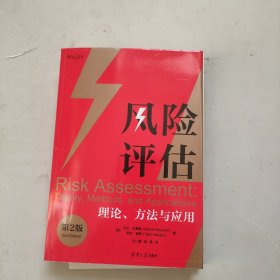 WILEY
风险
评估
Risk Assessment:
Theory, Methods, and Applications
理论、方法与应用
第2版
清华大学出版社